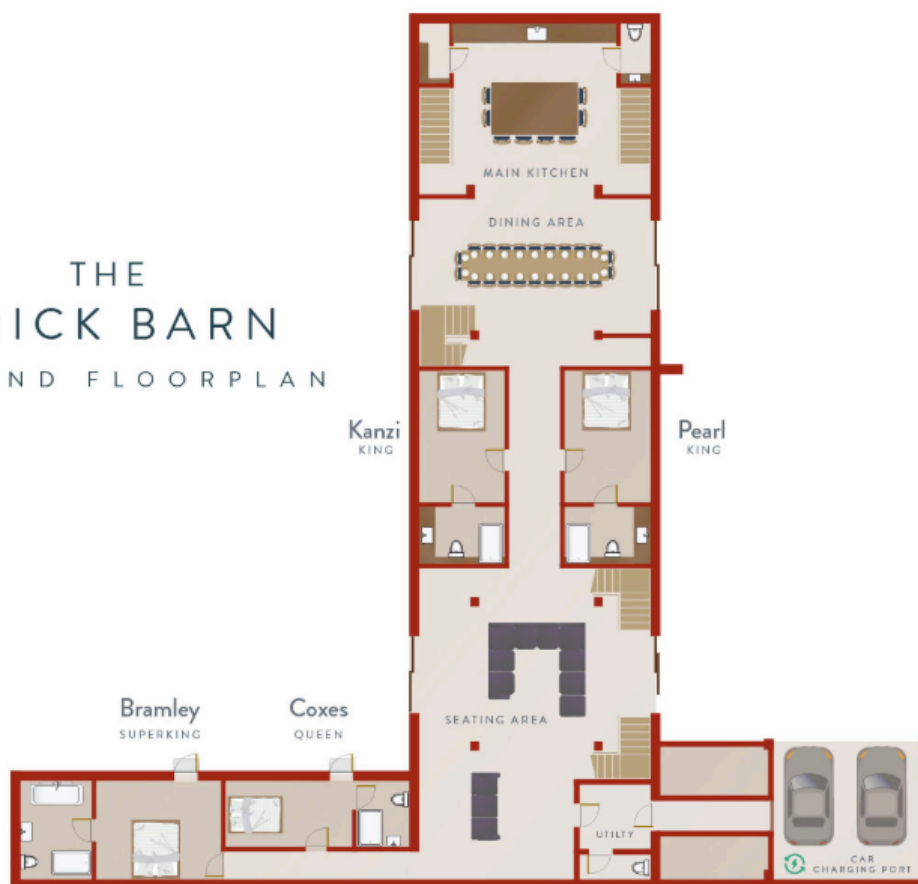 MAIN KITCHEN
DINING AREA
THE
ICK BARN
ND FLOORPLAN
Kanzi
KING
Pearl
KING
Bramley
SUPERKING
Coxes
QUEEN
SEATING AREA
UTILTY
CAR
CHARGING PORT